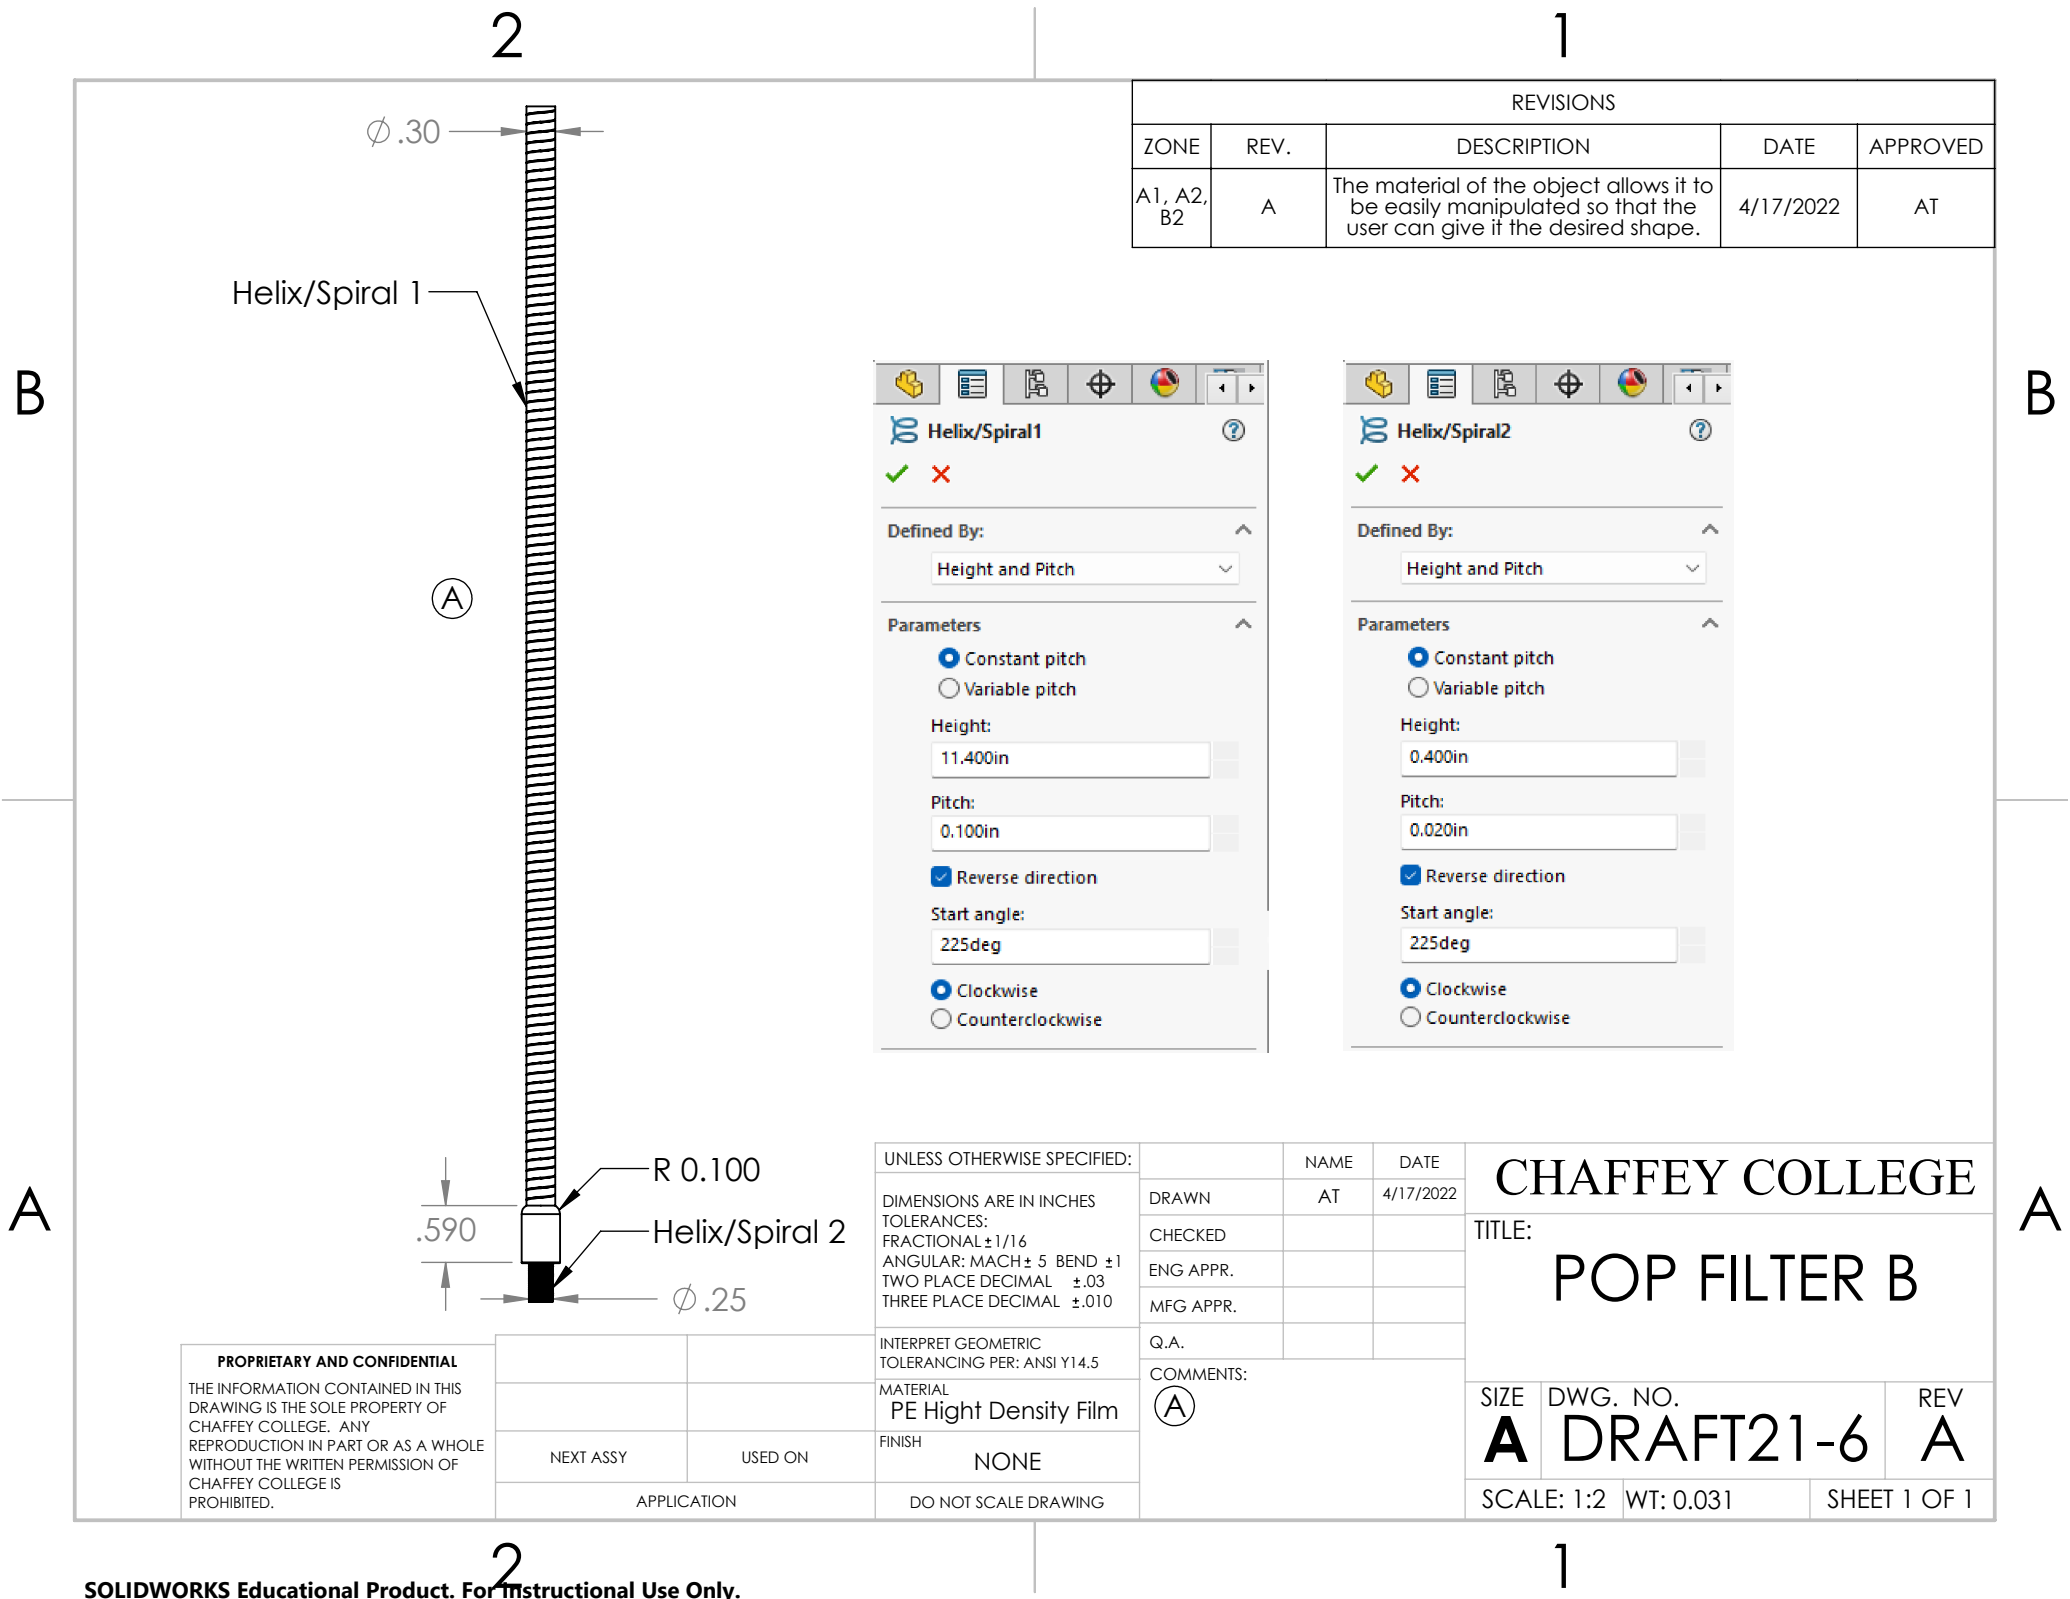 2
1
REVISIONS
ZONE REV. DESCRIPTION DATE APPROVED
A1, A2, B2 A The material of the object allows it to be easily manipulated so that the user can give it the desired shape. 4/17/2022 AT
Ø .30
Helix/Spiral 1
B
B
A
Helix/Spiral1
Defined By:
Height and Pitch
Parameters
Constant pitch
Variable pitch
Height:
11.400in
Pitch:
0.100in
Reverse direction
Start angle:
225deg
Clockwise
Counterclockwise
Helix/Spiral2
Defined By:
Height and Pitch
Parameters
Constant pitch
Variable pitch
Height:
0.400in
Pitch:
0.020in
Reverse direction
Start angle:
225deg
Clockwise
Counterclockwise
A
A
R 0.100
.590
Helix/Spiral 2
Ø .25
PROPRIETARY AND CONFIDENTIAL
THE INFORMATION CONTAINED IN THIS
DRAWING IS THE SOLE PROPERTY OF
CHAFFEY COLLEGE. ANY
REPRODUCTION IN PART OR AS A WHOLE
WITHOUT THE WRITTEN PERMISSION OF
CHAFFEY COLLEGE IS
PROHIBITED.
NEXT ASSY USED ON
APPLICATION
UNLESS OTHERWISE SPECIFIED:
DIMENSIONS ARE IN INCHES
TOLERANCES:
FRACTIONAL ± 1/16
ANGULAR: MACH ± 5 BEND ±1
TWO PLACE DECIMAL ±.03
THREE PLACE DECIMAL ±.010
INTERPRET GEOMETRIC
TOLERANCING PER: ANSI Y14.5
MATERIAL
PE Hight Density Film
FINISH
NONE
DO NOT SCALE DRAWING
NAME DATE
DRAWN AT 4/17/2022
CHECKED
ENG APPR.
MFG APPR.
Q.A.
COMMENTS:
A
CHAFFEY COLLEGE
TITLE:
POP FILTER B
SIZE DWG. NO. REV
A DRAFT21-6 A
SCALE: 1:2 WT: 0.031 SHEET 1 OF 1
2
1
SOLIDWORKS Educational Product. For Instructional Use Only.